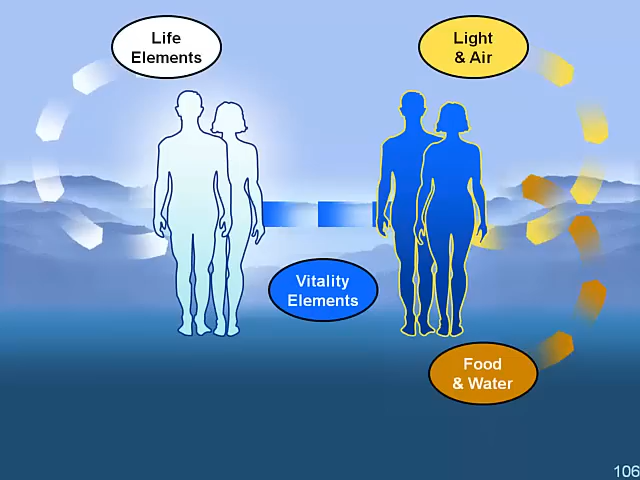 Life
Elements
Light
& Air
Vitality
Elements
Food
& Water
106